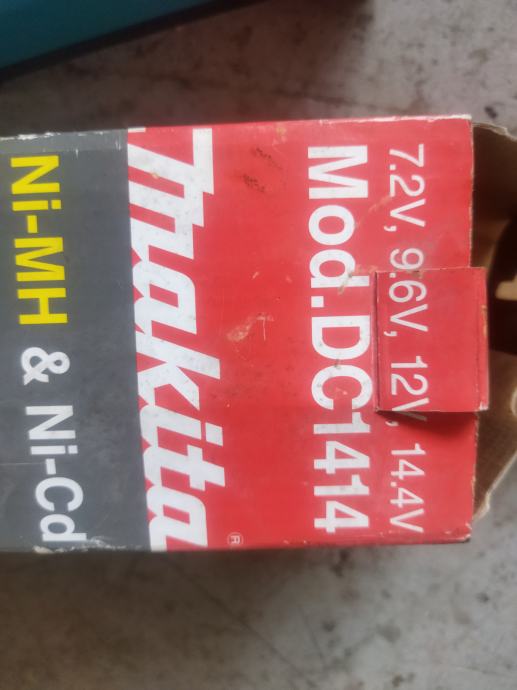 7.2V, 9.6V, 12V, 14.4V
Mod.DC1414
makita®
Ni-MH & Ni-Cd